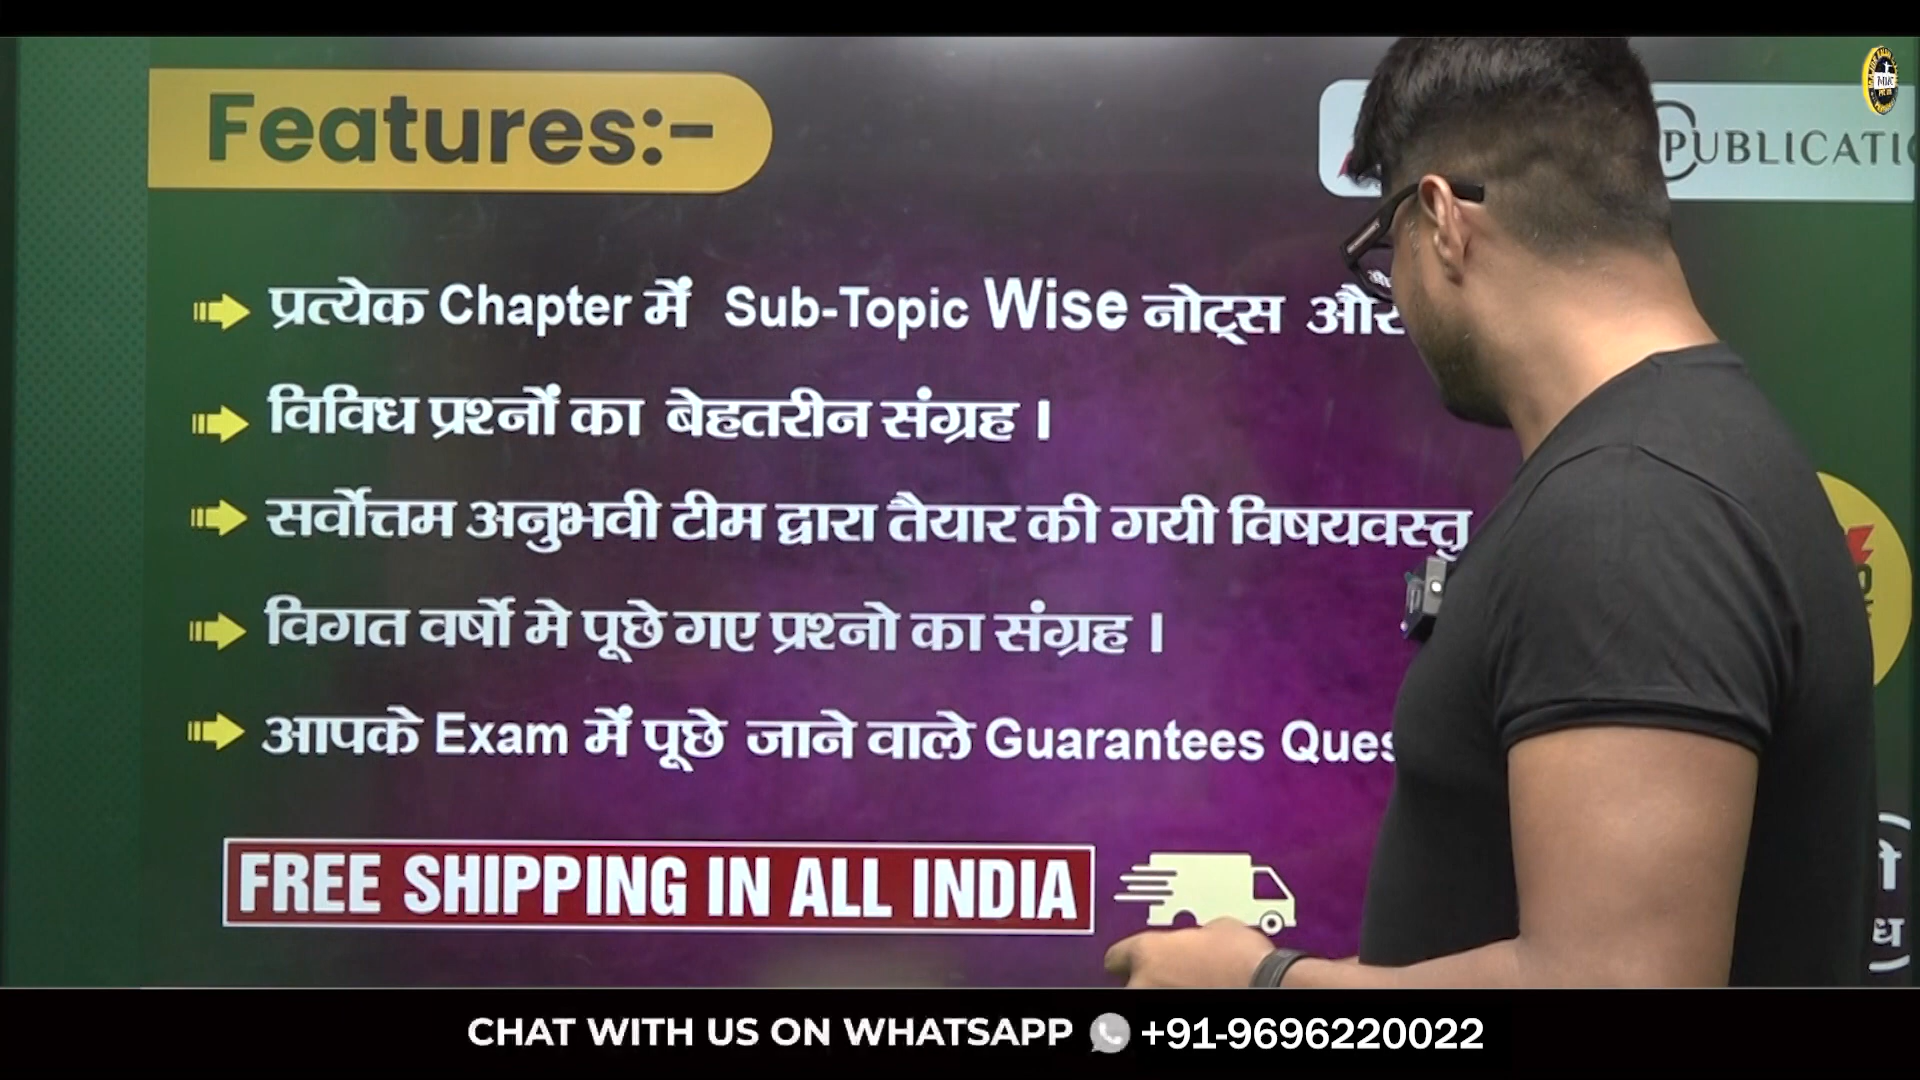 Features:-
PUBLICATI
प्रत्येक Chapter में Sub-Topic Wise नोट्स और
विविध प्रश्नों का बेहतरीन संग्रह ।
सर्वोत्तम अनुभवी टीम द्वारा तैयार की गयी विषयवस्तु
विगत वर्षो मे पूछे गए प्रश्नो का संग्रह ।
आपके Exam में पूछे जाने वाले Guarantees Ques
FREE SHIPPING IN ALL INDIA
CHAT WITH US ON WHATSAPP +91-9696220022